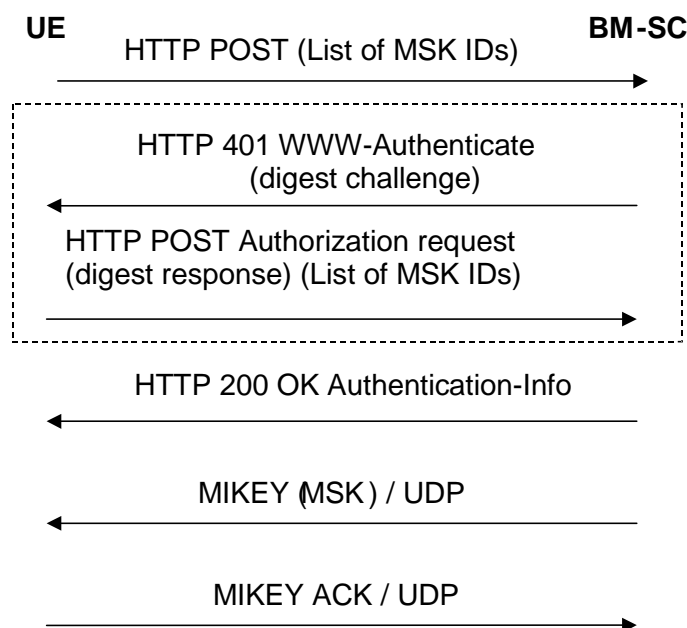 UE BM-SC
HTTP POST (List of MSK IDs)
HTTP 401 WWW-Authenticate
(digest challenge)
HTTP POST Authorization request
(digest response) (List of MSK IDs)
HTTP 200 OK Authentication-Info
MIKEY (MSK) / UDP
MIKEY ACK / UDP